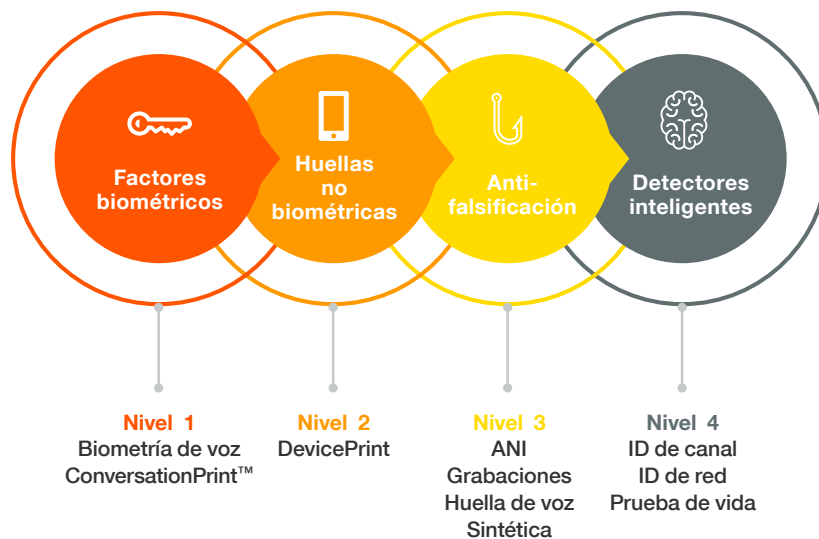 Factores
biométricos
Huellas
no
biométricas
Anti-
falsificación
Detectores
inteligentes
Nivel 1
Biometría de voz
ConversationPrint™
Nivel 2
DevicePrint
Nivel 3
ANI
Grabaciones
Huella de voz
Sintética
Nivel 4
ID de canal
ID de red
Prueba de vida